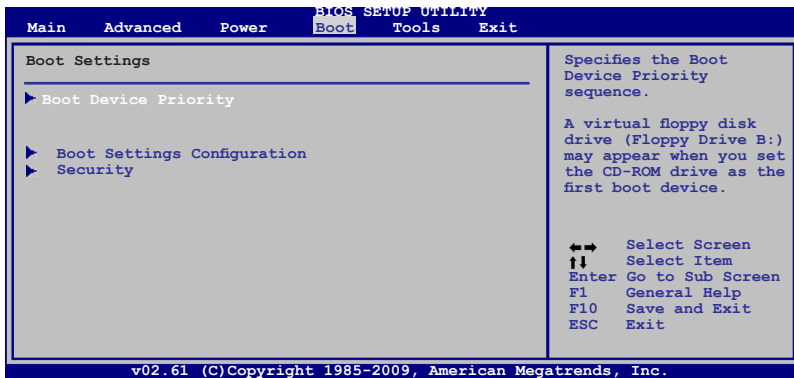 BIOS SETUP UTILITY
Main Advanced Power Boot Tools Exit
Boot Settings
Boot Device Priority
Boot Settings Configuration
Security
Specifies the Boot
Device Priority
sequence.
A virtual floppy disk
drive (Floppy Drive B:)
may appear when you set
the CD-ROM drive as the
first boot device.
←→ Select Screen
↑↓ Select Item
Enter Go to Sub Screen
F1 General Help
F10 Save and Exit
ESC Exit
v02.61 (C)Copyright 1985-2009, American Megatrends, Inc.